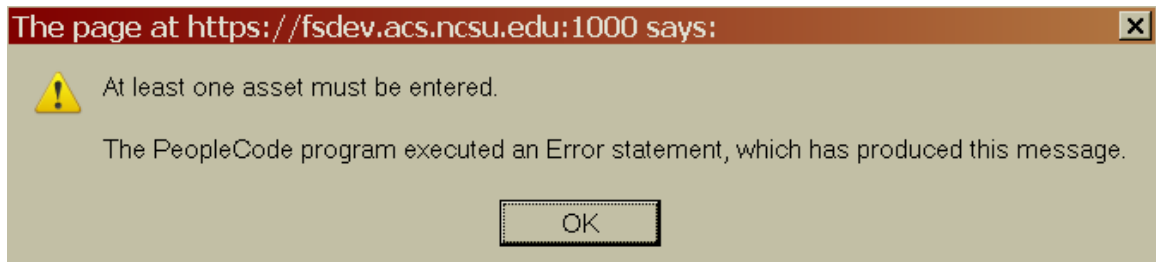 The page at https://fsdev.acs.ncsu.edu:1000 says:
At least one asset must be entered.
The PeopleCode program executed an Error statement, which has produced this message.
OK